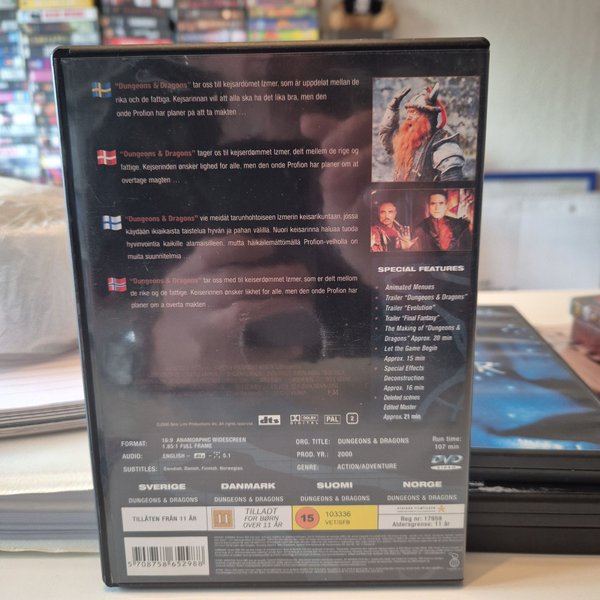 "Dungeons & Dragons" tar oss till kejsardömet Izmer, som är uppdelat mellan de
rika och de fattiga. Kejsarinnan vill att alla ska ha det lika bra, men den
onde Profion har planer på att ta makten ...
"Dungeons & Dragons" tager os til kejserdømmet Izmer, delt mellem de rige og
fattige. Kejserinden ønsker lighed for alle, men den onde Profion har planer om at
overtage magten ...
"Dungeons & Dragons" vie meidät tarunhohtoiseen Izmerin keisarikuntaan, jossa
käydään ikiaikaista taistelua hyvän ja pahan välillä. Nuori keisarinna haluaa tuoda
hyvinvointia kaikille alamaisilleen, mutta häikäilemättömällä Profion-velholla on
muita suunnitelmia ...
"Dungeons & Dragons" tar oss med til keiserdømmet Izmer, som er delt mellom
de rike og de fattige. Keiserinnen ønsker likhet for alle, men den onde Profion har
planer om å overta makten ...
SPECIAL FEATURES
Animated Menues
Trailer "Dungeons & Dragons"
Trailer "Evolution"
Trailer "Final Fantasy"
The Making of "Dungeons &
Dragons" Approx. 20 min
Let the Game Begin
Approx. 15 min
Special Effects
Deconstruction
Approx. 16 min
Deleted scenes
Edited Master
Approx. 21 min
dts DOLBY DIGITAL PAL 2
FORMAT: 16:9 ANAMORPHIC WIDESCREEN
1.85:1 FULL FRAME
AUDIO: ENGLISH - dts - 5.1
SUBTITLES: Swedish, Danish, Finnish, Norwegian
ORG. TITLE: DUNGEONS & DRAGONS
PROD. YR.: 2000
GENRE: ACTION/ADVENTURE
Run time:
107 min
DVD
VIDEO
SVERIGE DANMARK SUOMI NORGE
DUNGEONS & DRAGONS DUNGEONS & DRAGONS DUNGEONS & DRAGONS DUNGEONS & DRAGONS
TILLÅTEN FRÅN 11 ÅR
11 TILLADT
FOR BØRN
OVER 11 ÅR
15 103336
VET/SFB
STATENS FILMTILSYN
Reg nr: 17958
Aldersgrense: 11 år
5 708758 652988